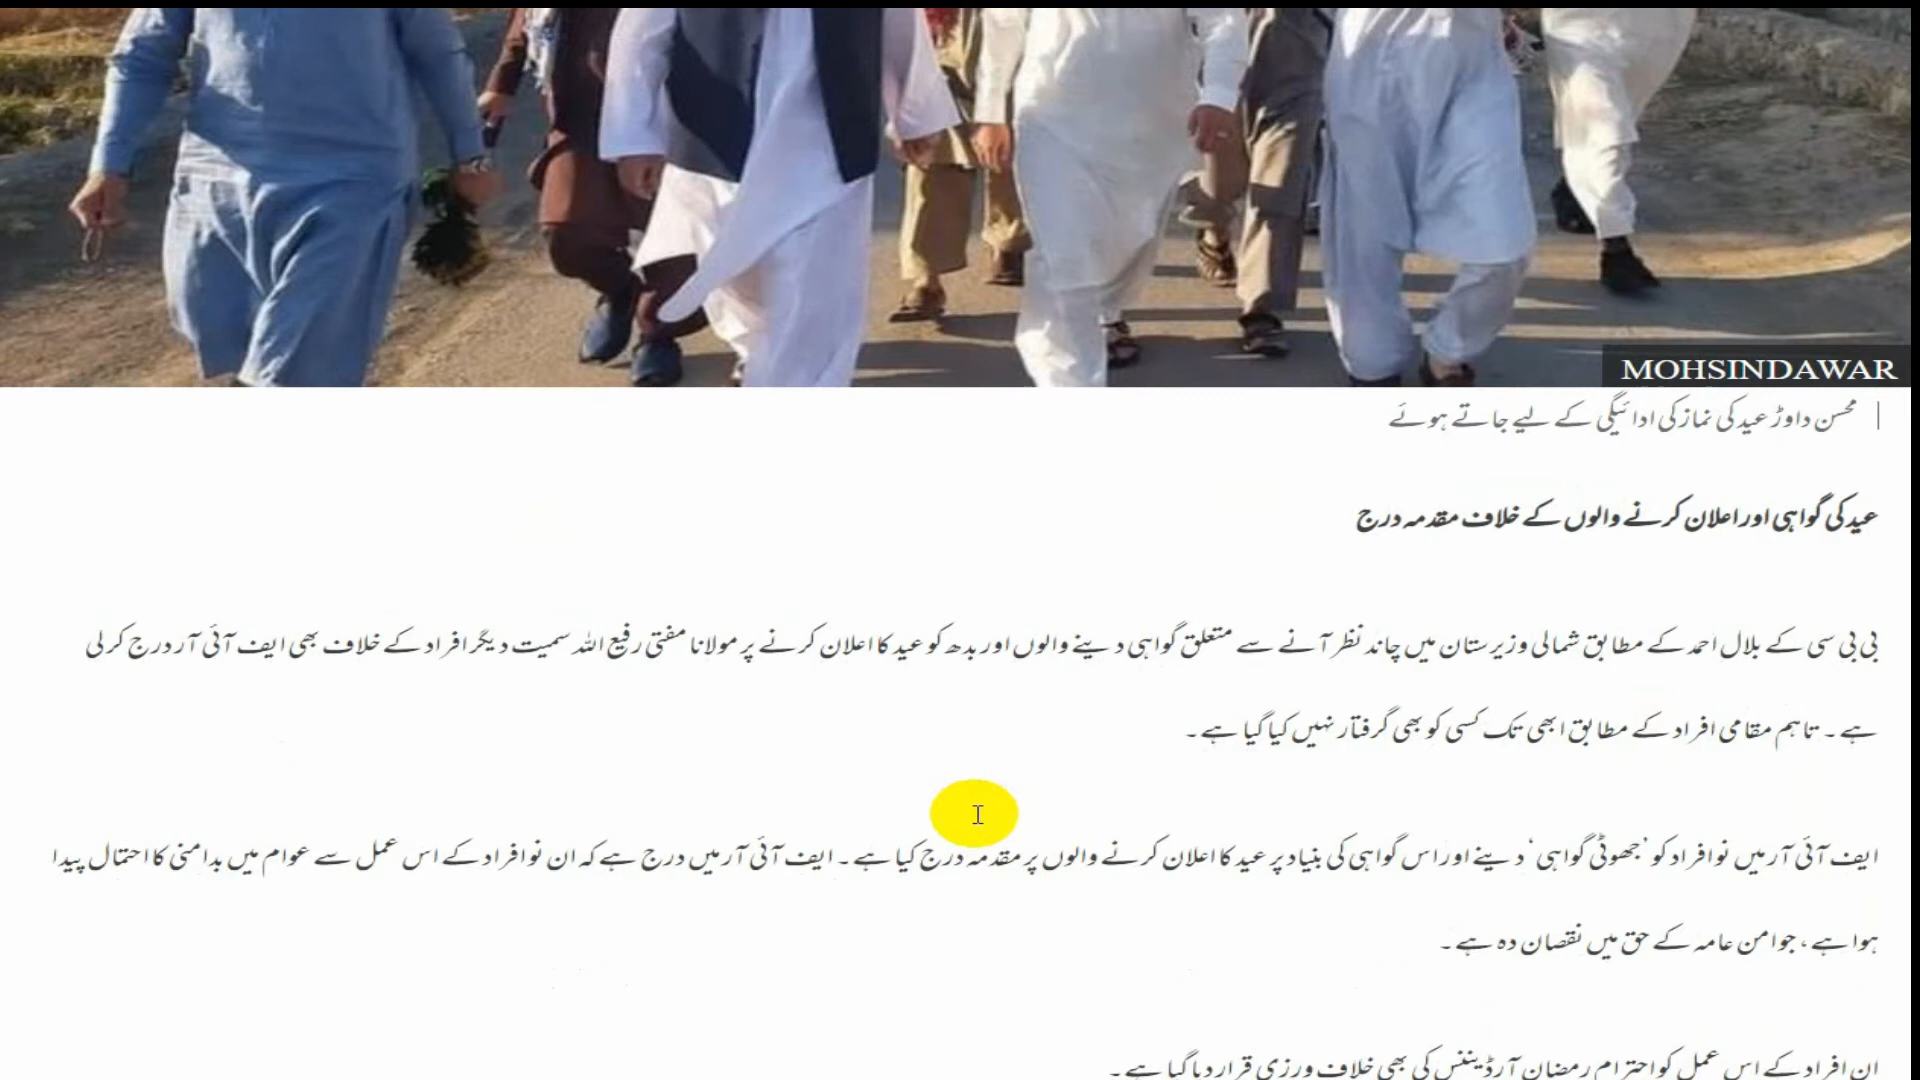 MOHSINDAWAR
محسن داوڑ عید کی نماز کی ادائیگی کے لیے جاتے ہوئے
عید کی گواہی اور اعلان کرنے والوں کے خلاف مقدمہ درج
بی بی سی کے بلال احمد کے مطابق شمالی وزیرستان میں چاند نظر آنے سے متعلق گواہی دینے والوں اور بدھ کو عید کا اعلان کرنے پر مولانا مفتی رفیع اللہ سمیت دیگر افراد کے خلاف بھی ایف آئی آر درج کر لی
ہے۔ تاہم مقامی افراد کے مطابق ابھی تک کسی کو بھی گرفتار نہیں کیا گیا ہے۔
ایف آئی آر میں نو افراد کو ’جھوٹی گواہی‘ دینے اور اس گواہی کی بنیاد پر عید کا اعلان کرنے والوں پر مقدمہ درج کیا ہے۔ ایف آئی آر میں درج ہے کہ ان نو افراد کے اس عمل سے عوام میں بدامنی کا احتمال پیدا
ہوا ہے، جو امن عامہ کے حق میں نقصان دہ ہے۔
ان افراد کے اس عمل کو احترام رمضان آرڈیننس کی بھی خلاف ورزی قرار دیا گیا ہے۔